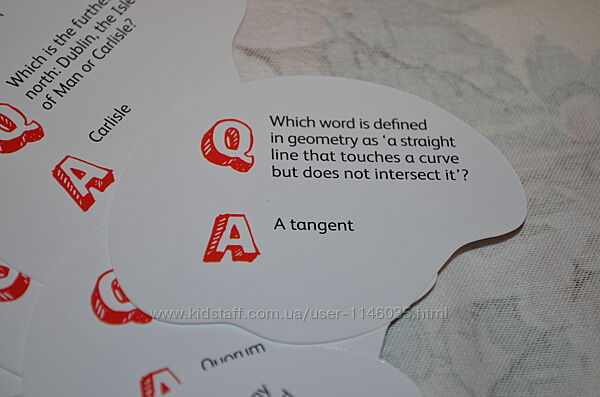 Which is the furthe
north: Dublin, the Isle
of Man or Carlisle?
Q
Carlisle
A
Q
Which word is defined
in geometry as ‘a straight
line that touches a curve
but does not intersect it’?
A
A tangent
www.kidstaff.com.ua/user-1146095.html
Quorum
A